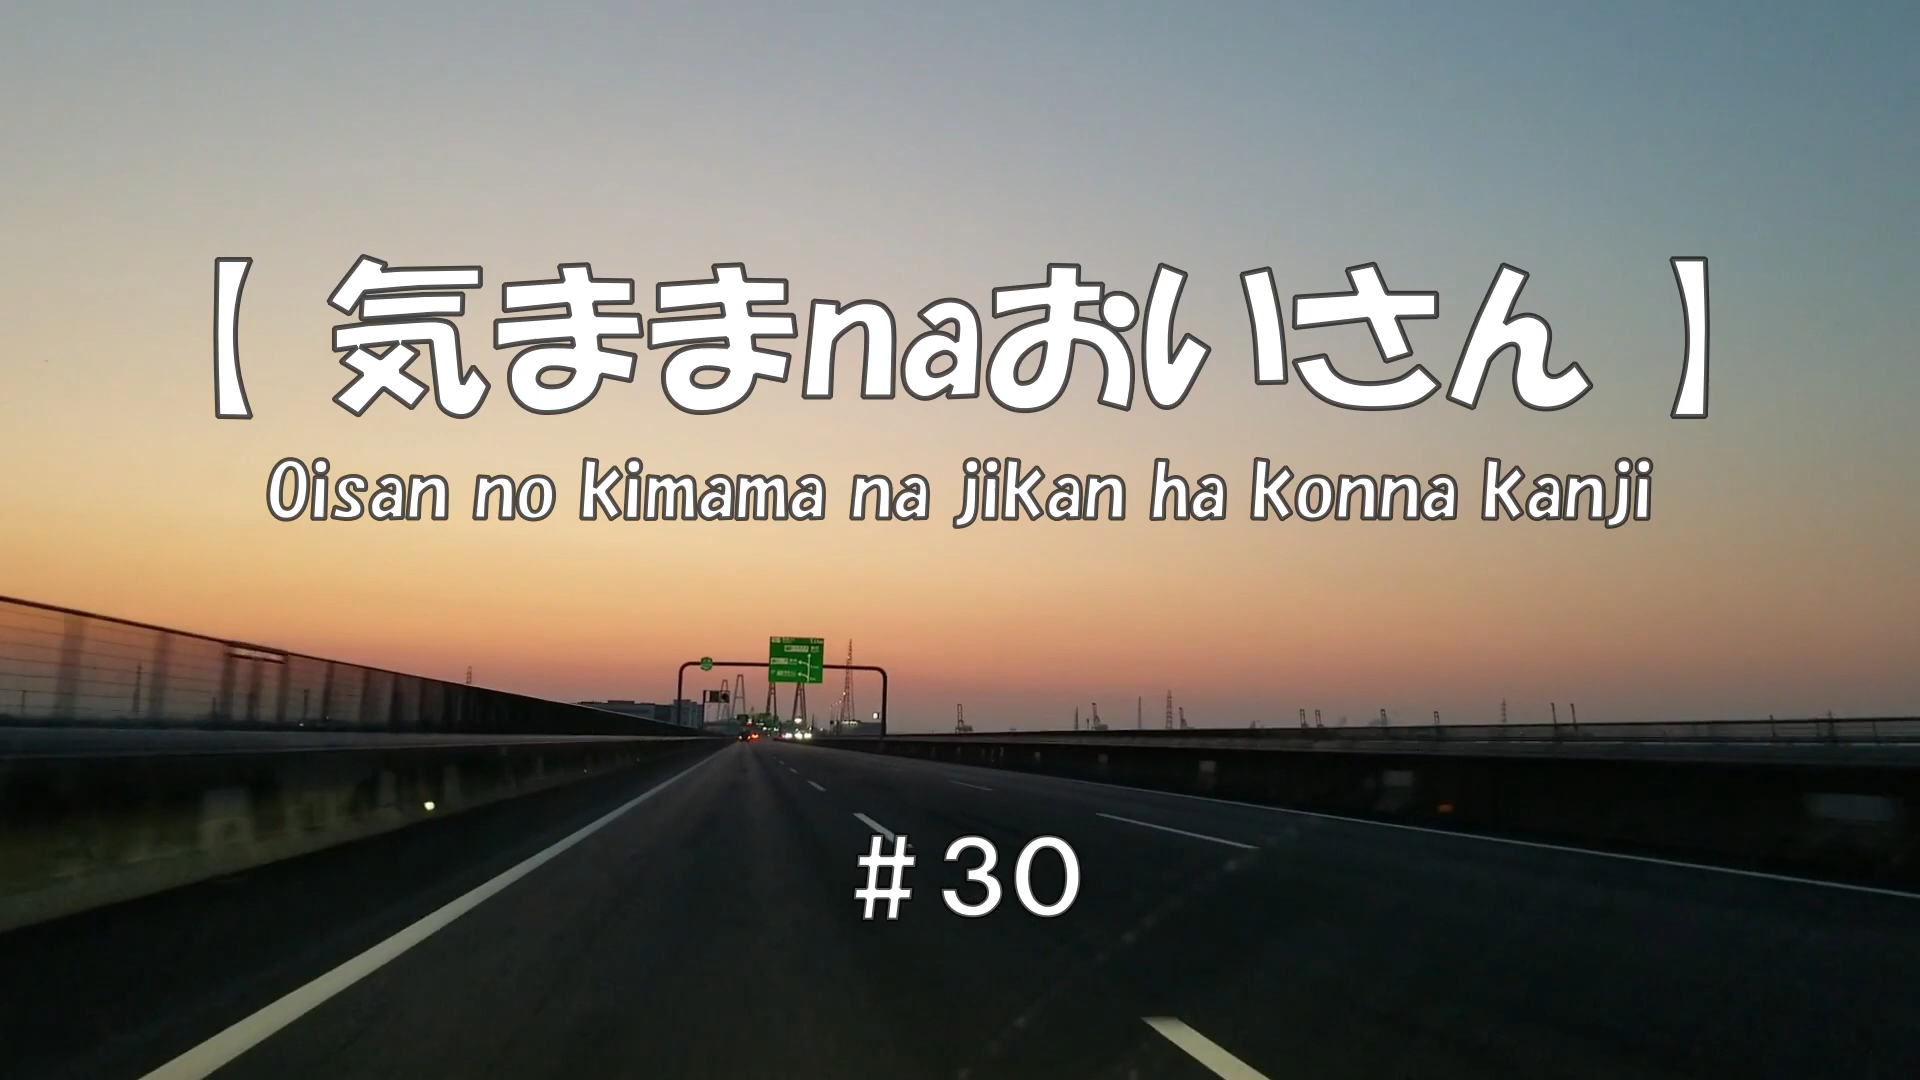 【 気ままnaおいさん 】
Oisan no kimama na jikan ha konna kanji
＃30